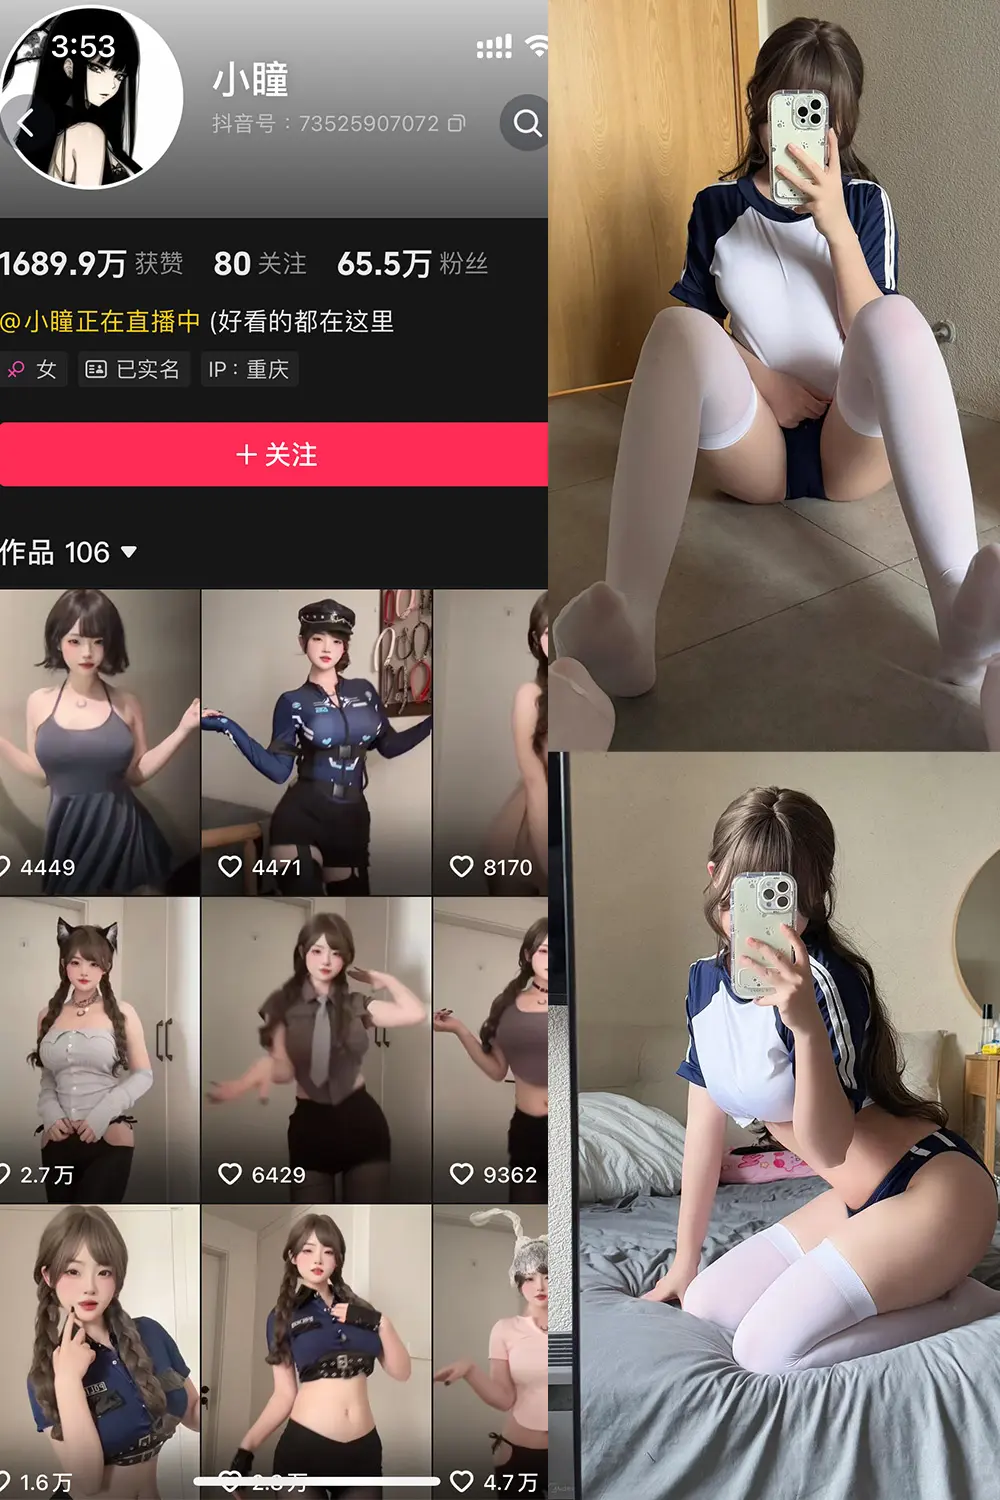 3:53
小瞳
抖音号：73525907072
1689.9万 获赞 80 关注 65.5万 粉丝
@小瞳正在直播中 (好看的都在这里
女 已实名 IP：重庆
＋关注
作品 106
4449 4471 8170
2.7万 6429 9362
1.6万 2.8万 4.7万